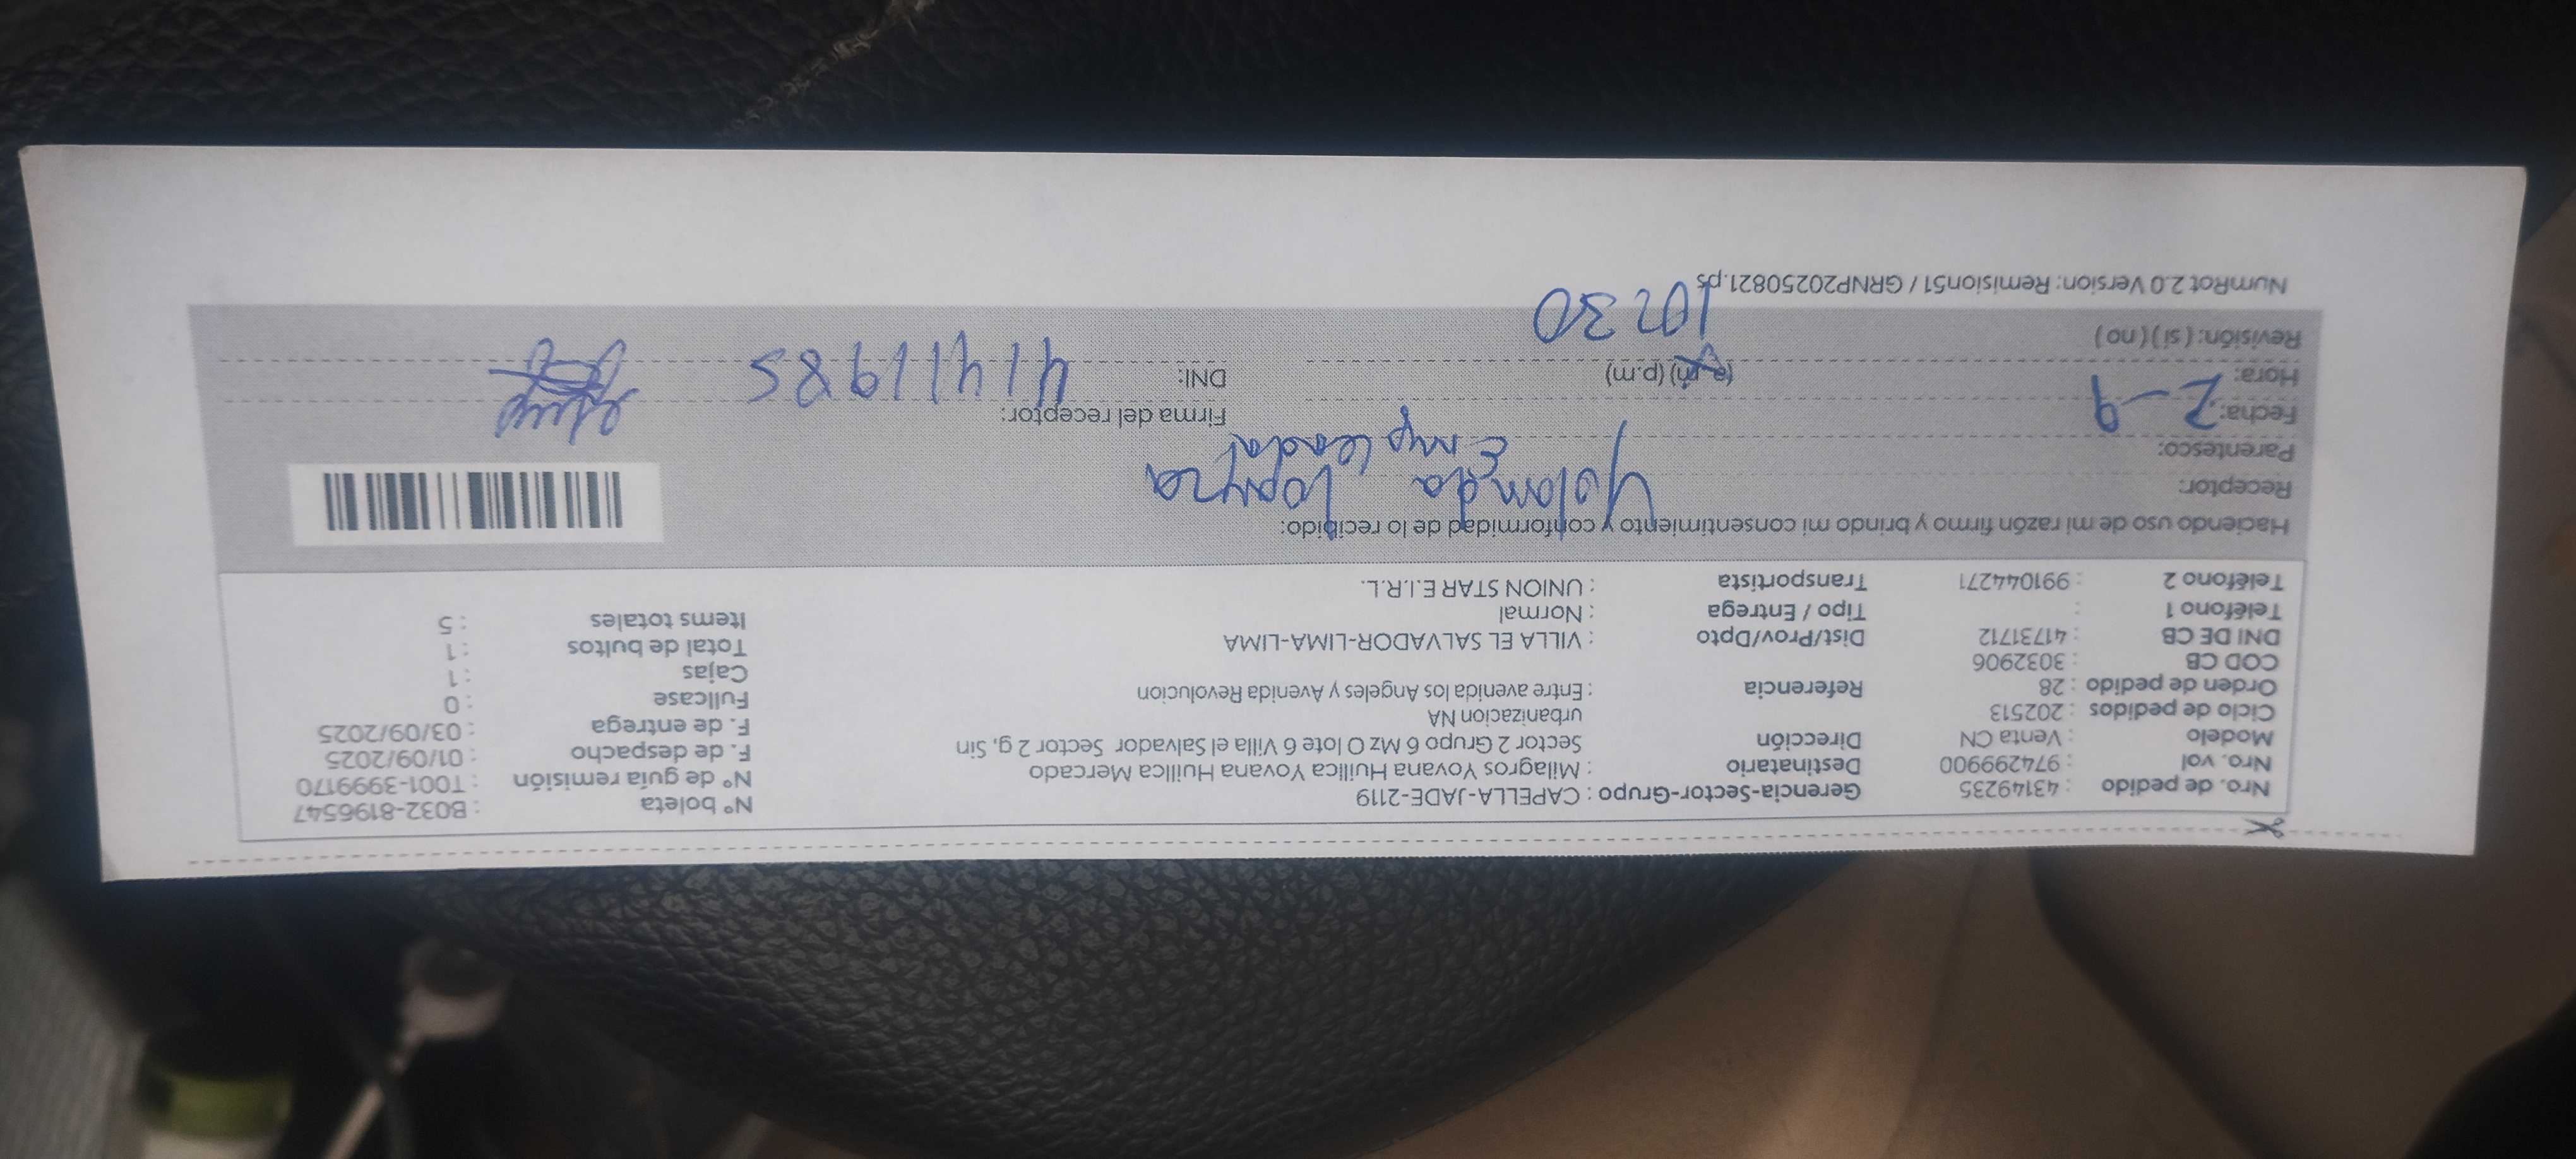 Nro. de pedido : 43149235 Gerencia-Sector-Grupo : CAPELLA-JADE-2119 N° boleta : B032-8196547
Nro. vol : 974299900 Destinatario : Milagros Yovana Huillca Yovana Huillca Mercado N° de guía remisión : T001-3999170
Modelo : Venta CN Dirección Sector 2 Grupo 6 Mz O lote 6 Villa el Salvador Sector 2 g, Sin F. de despacho : 01/09/2025
Ciclo de pedidos : 202513 urbanizacion NA F. de entrega : 03/09/2025
Orden de pedido : 28 Referencia : Entre avenida los Angeles y Avenida Revolucion Fullcase : 0
COD CB : 3032906 Cajas : 1
DNI DE CB : 41731712 Dist/Prov/Dpto : VILLA EL SALVADOR-LIMA-LIMA Total de bultos : 1
Teléfono 1 : Tipo / Entrega : Normal Items totales : 5
Teléfono 2 : 991044271 Transportista : UNION STAR E.I.R.L.
Haciendo uso de mi razón firmo y brindo mi consentimiento y conformidad de lo recibido:
Receptor: Yolanda
Parentesco:
Fecha: 2-9 Firma del receptor:
Hora: (a.m) (p.m) DNI: 41411985
Revisión: ( si ) ( no ) 10:30
NumRot 2.0 Version: Remision51 / GRNP20250821.ps